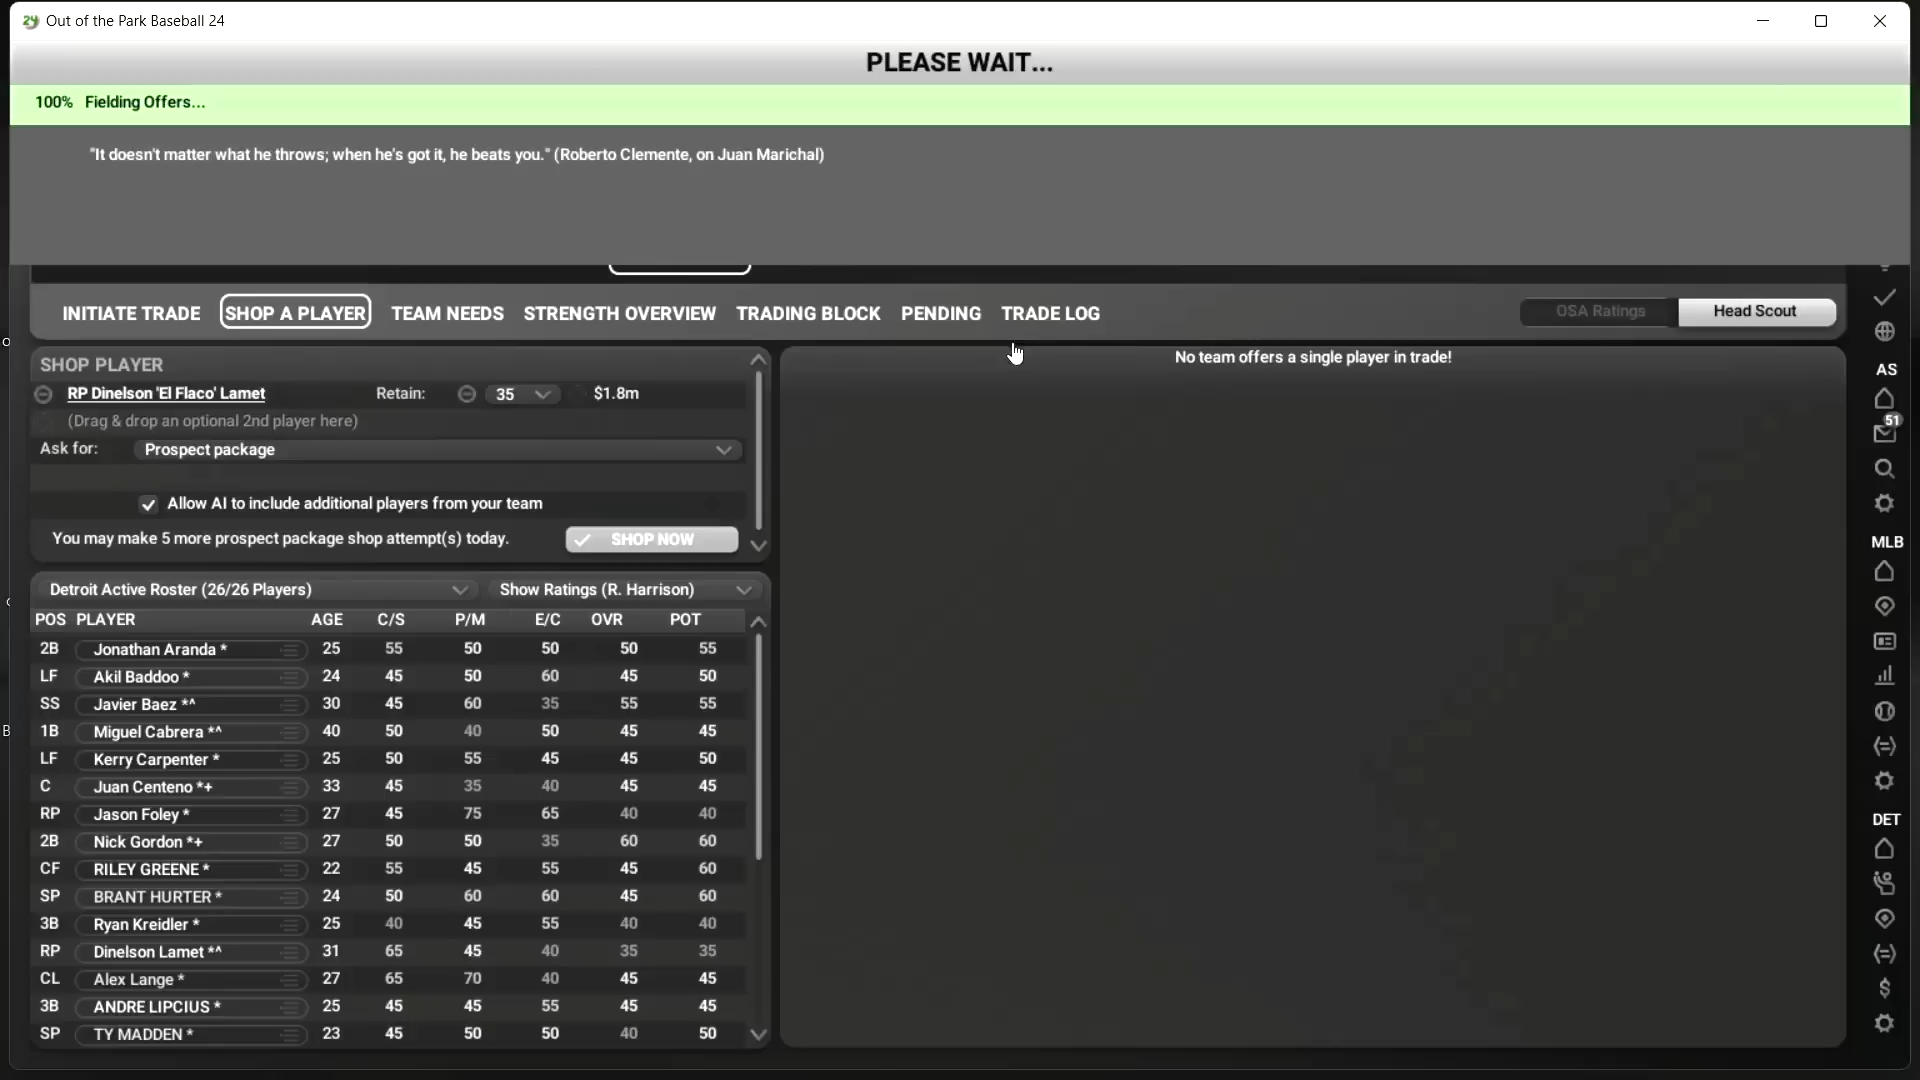 Out of the Park Baseball 24
PLEASE WAIT...
100% Fielding Offers...
"It doesn't matter what he throws; when he's got it, he beats you." (Roberto Clemente, on Juan Marichal)
INITIATE TRADE SHOP A PLAYER TEAM NEEDS STRENGTH OVERVIEW TRADING BLOCK PENDING TRADE LOG OSA Ratings Head Scout
SHOP PLAYER
RP Dinelson 'El Flaco' Lamet Retain: 35 $1.8m
(Drag & drop an optional 2nd player here)
Ask for: Prospect package
Allow AI to include additional players from your team
You may make 5 more prospect package shop attempt(s) today. SHOP NOW
No team offers a single player in trade!
Detroit Active Roster (26/26 Players) Show Ratings (R. Harrison)
POS PLAYER AGE C/S P/M E/C OVR POT
2B Jonathan Aranda * 25 55 50 50 50 55
LF Akil Baddoo * 24 45 50 60 45 50
SS Javier Baez *^ 30 45 60 35 55 55
1B Miguel Cabrera *^ 40 50 40 50 45 45
LF Kerry Carpenter * 25 50 55 45 45 50
C Juan Centeno *+ 33 45 35 40 45 45
RP Jason Foley * 27 45 75 65 40 40
2B Nick Gordon *+ 27 50 50 35 60 60
CF RILEY GREENE * 22 55 45 55 45 60
SP BRANT HURTER * 24 50 60 60 45 60
3B Ryan Kreidler * 25 40 45 55 40 40
RP Dinelson Lamet *^ 31 65 45 40 35 35
CL Alex Lange * 27 65 70 40 45 45
3B ANDRE LIPCIUS * 25 45 45 55 45 45
SP TY MADDEN * 23 45 50 50 40 50
AS
51
MLB
DET